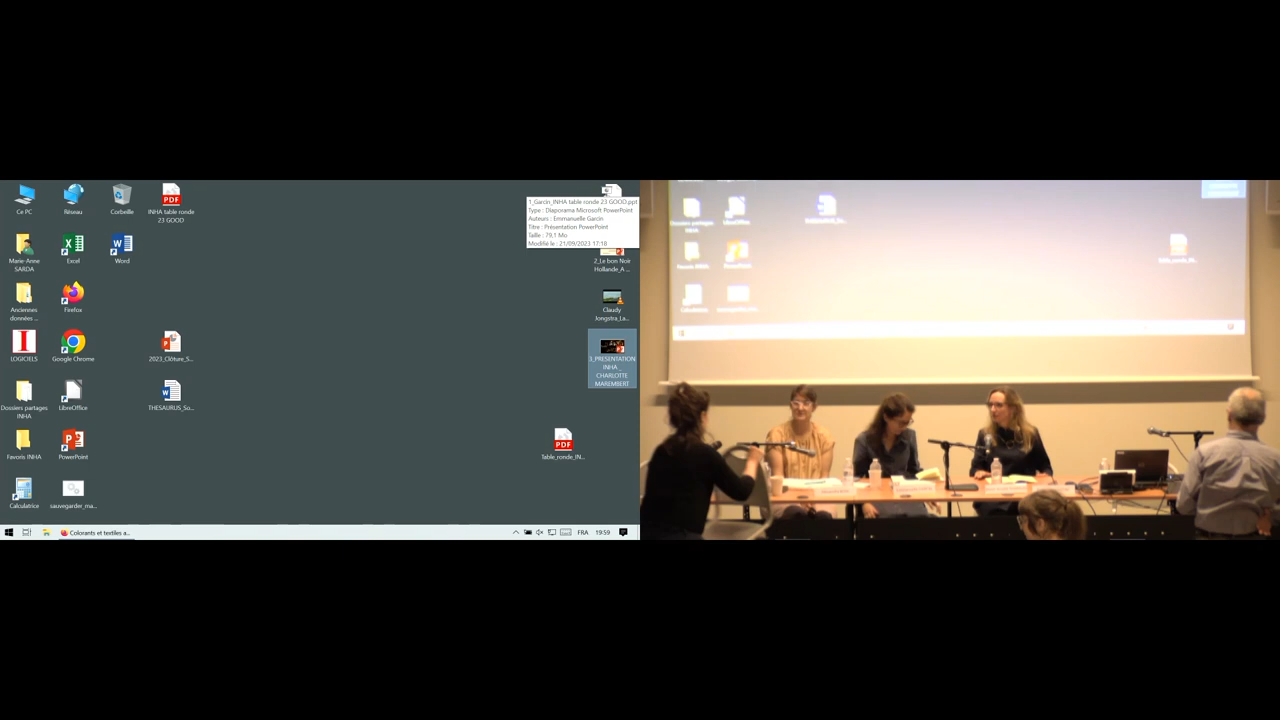 Ce PC
Réseau
Corbeille
PDF
INHA table ronde
23 GOOD
1_Garcin_INHA table ronde 23 GOOD.ppt
Type : Diaporama Microsoft PowerPoint
Auteurs : Emmanuelle Garcin
Titre : Présentation PowerPoint
Taille : 79,1 Mo
Modifié le : 21/09/2023 17:18
Marie-Anne
SARDA
Excel
Word
2_Le bon Noir
Hollande_A ...
Anciennes
données ...
Firefox
Claudy
Jongstra_La...
LOGICIELS
Google Chrome
2023_Clôture_S...
3_PRESENTATION
INHA _
CHARLOTTE
MAREMBERT
Dossiers partages
INHA
LibreOffice
THESAURUS_So...
Favoris INHA
PowerPoint
PDF
Table_ronde_IN...
Calculatrice
sauvegarder_ma...
Colorants et textiles a...
FRA
19:59